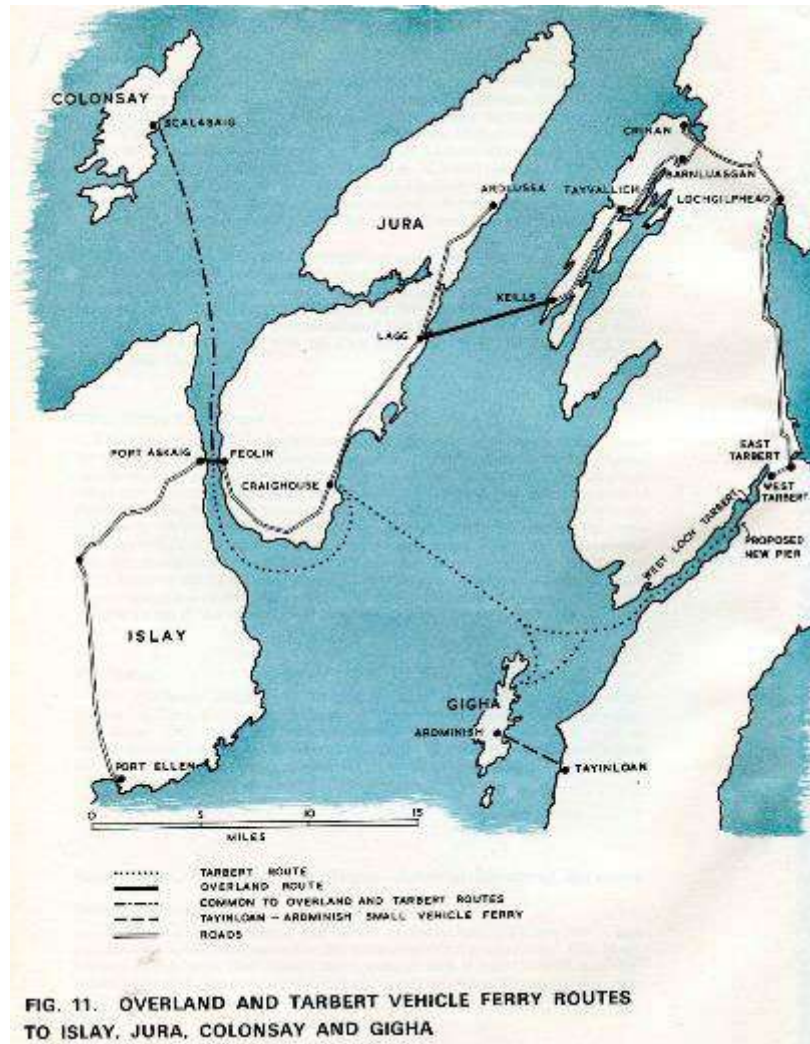 COLONSAY
SCALASAIG
CRINAN
BARNLUASSAN
TAYVALLICH
LOCHGILPHEAD
ARDLUSSA
JURA
KEILLS
LAGG
PORT ASKAIG
FEOLIN
CRAIGHOUSE
EAST
TARBERT
WEST
TARBERT
WEST LOCH TARBERT
PROPOSED
NEW PIER
ISLAY
GIGHA
ARDMINISH
TAYINLOAN
PORT ELLEN
0 5 10 15
MILES
TARBERT ROUTE
OVERLAND ROUTE
COMMON TO OVERLAND AND TARBERT ROUTES
TAYINLOAN – ARDMINISH SMALL VEHICLE FERRY
ROADS
FIG. 11. OVERLAND AND TARBERT VEHICLE FERRY ROUTES
TO ISLAY, JURA, COLONSAY AND GIGHA